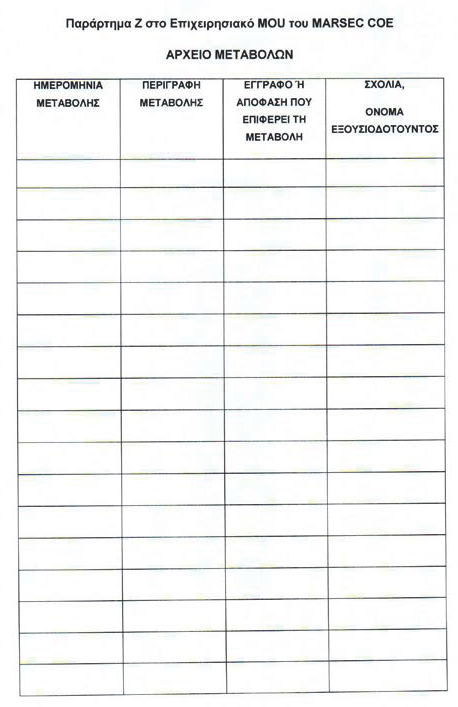 Παράρτημα Ζ στο Επιχειρησιακό MOU του MARSEC COE
ΑΡΧΕΙΟ ΜΕΤΑΒΟΛΩΝ
ΗΜΕΡΟΜΗΝΙΑ
ΜΕΤΑΒΟΛΗΣ
ΠΕΡΙΓΡΑΦΗ
ΜΕΤΑΒΟΛΗΣ
ΕΓΓΡΑΦΟ Ή
ΑΠΟΦΑΣΗ ΠΟΥ
ΕΠΙΦΕΡΕΙ ΤΗ
ΜΕΤΑΒΟΛΗ
ΣΧΟΛΙΑ,
ΟΝΟΜΑ
ΕΞΟΥΣΙΟΔΟΤΟΥΝΤΟΣ